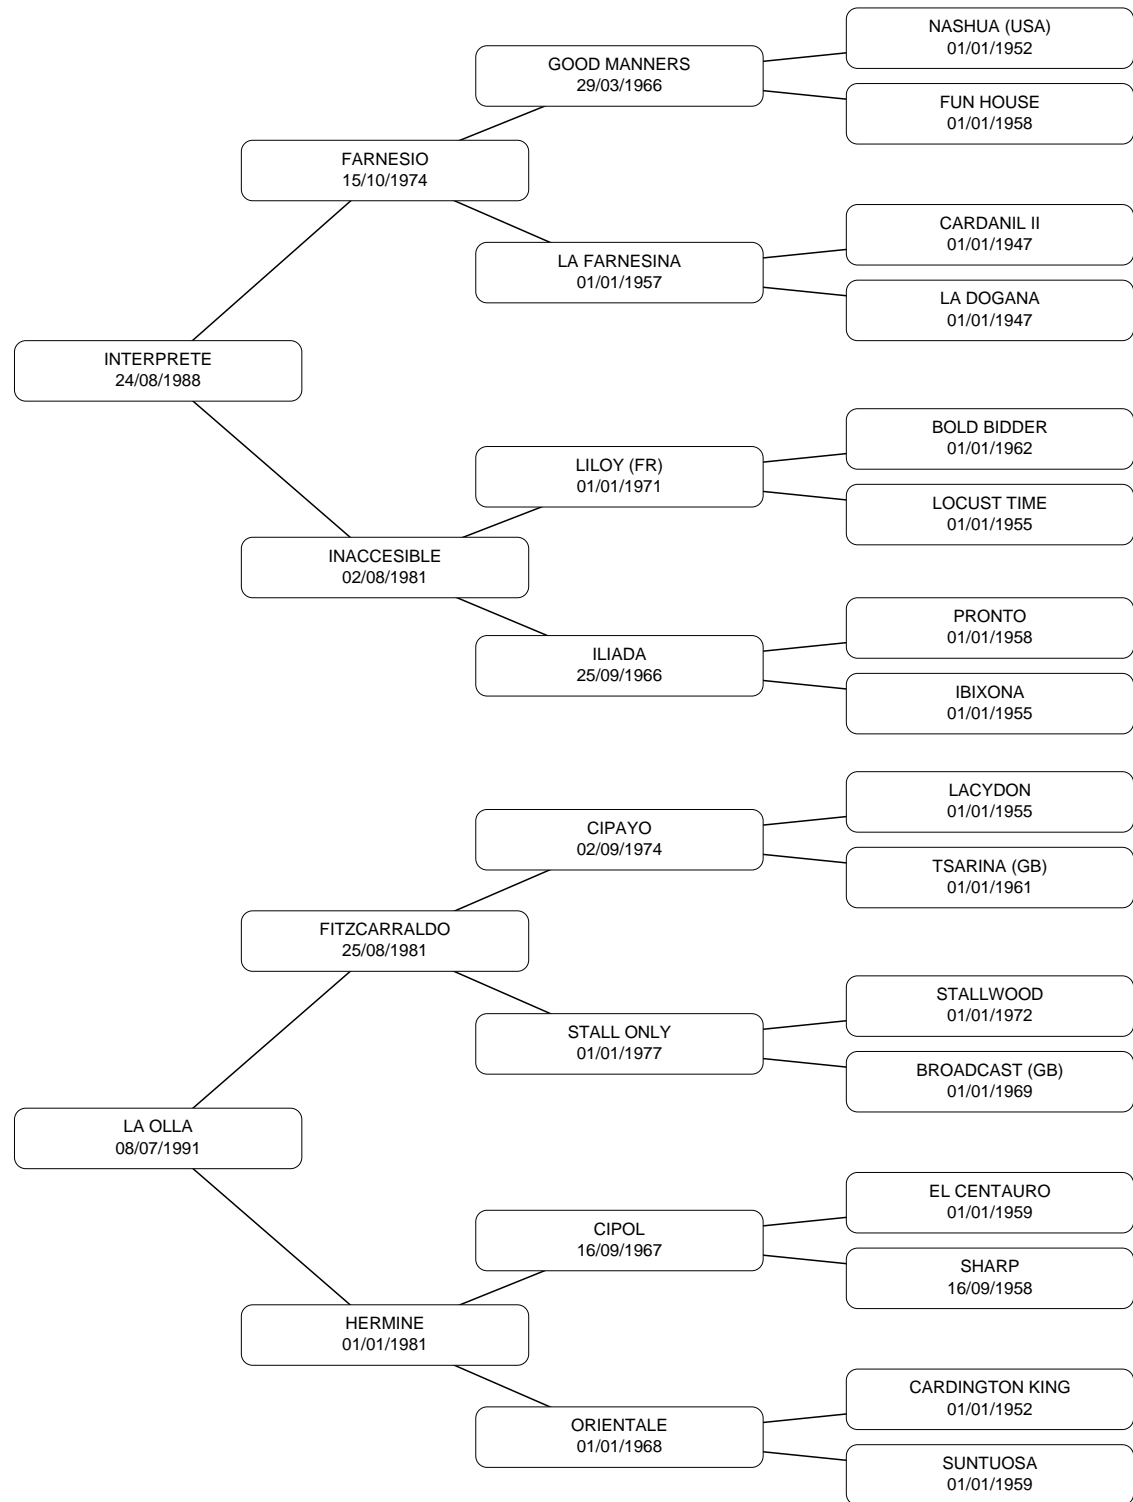 NASHUA (USA)
01/01/1952
GOOD MANNERS
29/03/1966
FUN HOUSE
01/01/1958
FARNESIO
15/10/1974
CARDANIL II
01/01/1947
LA FARNESINA
01/01/1957
LA DOGANA
01/01/1947
INTERPRETE
24/08/1988
BOLD BIDDER
01/01/1962
LILOY (FR)
01/01/1971
LOCUST TIME
01/01/1955
INACCESIBLE
02/08/1981
PRONTO
01/01/1958
ILIADA
25/09/1966
IBIXONA
01/01/1955
LACYDON
01/01/1955
CIPAYO
02/09/1974
TSARINA (GB)
01/01/1961
FITZCARRALDO
25/08/1981
STALLWOOD
01/01/1972
STALL ONLY
01/01/1977
BROADCAST (GB)
01/01/1969
LA OLLA
08/07/1991
EL CENTAURO
01/01/1959
CIPOL
16/09/1967
SHARP
16/09/1958
HERMINE
01/01/1981
CARDINGTON KING
01/01/1952
ORIENTALE
01/01/1968
SUNTUOSA
01/01/1959